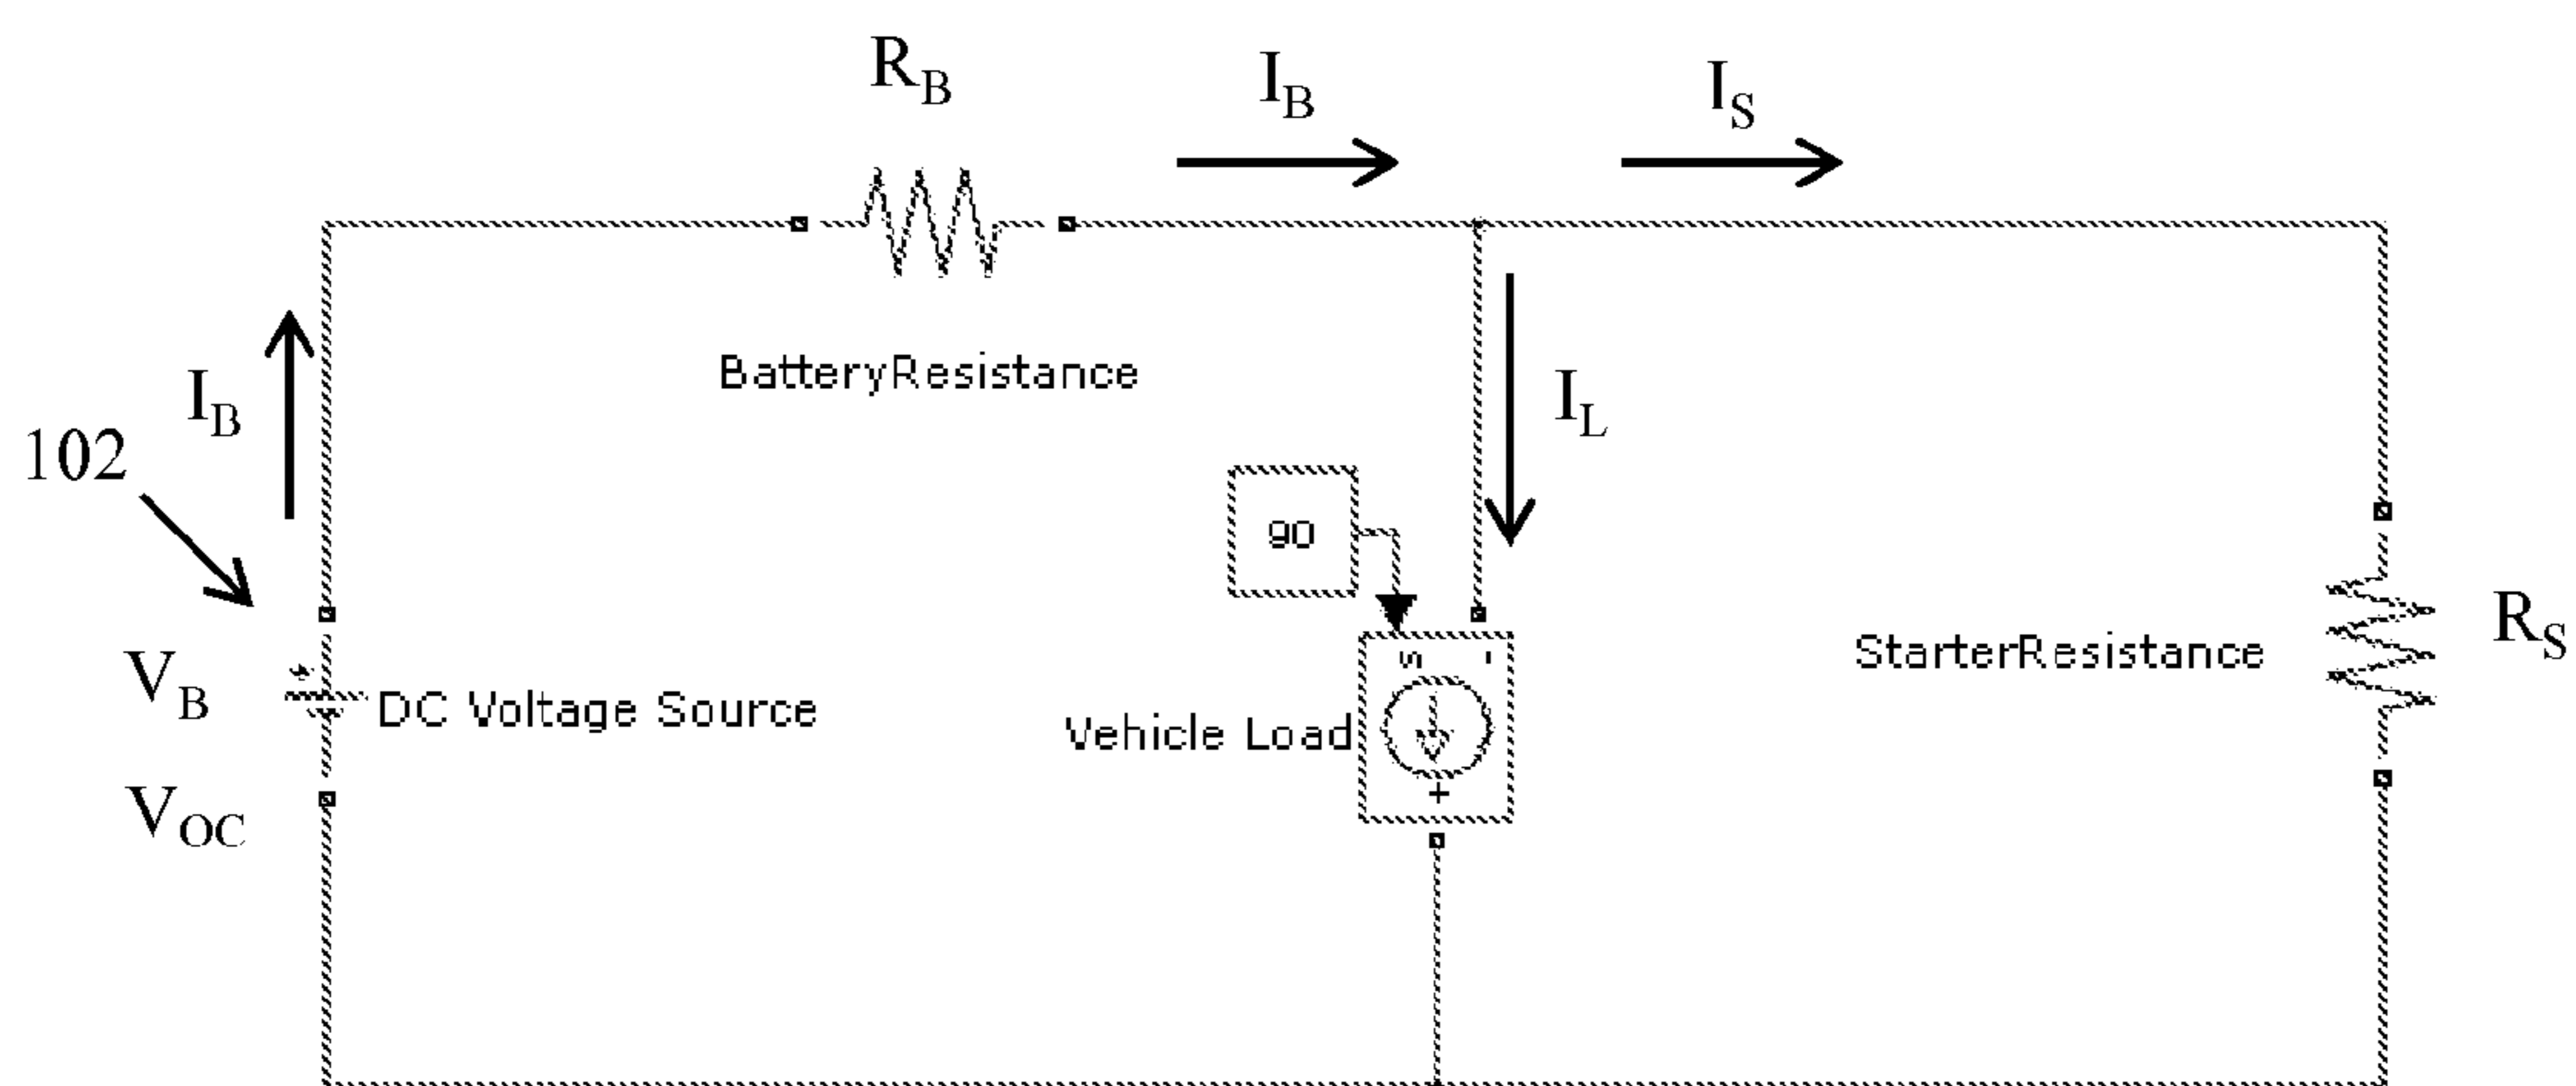 R_B
I_B
I_S
BatteryResistance
I_B
I_L
102
90
S -
StarterResistance
R_S
V_B
DC Voltage Source
Vehicle Load
+
V_OC